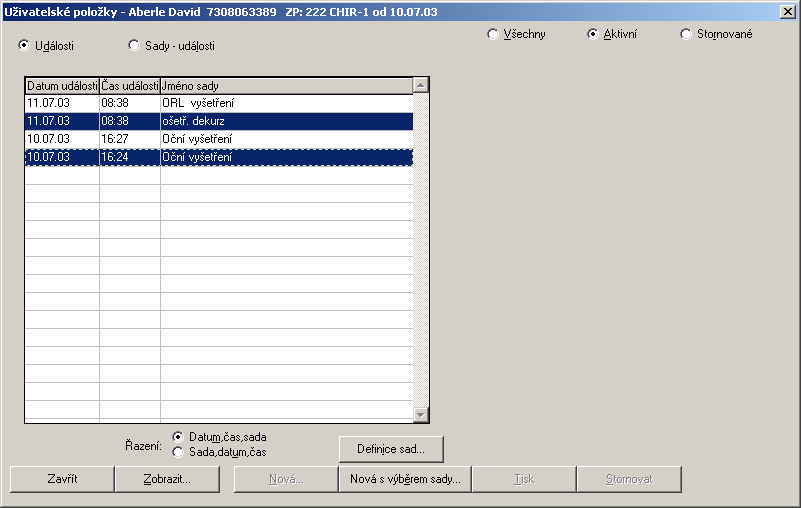 Uživatelské položky - Aberle David 7308063389 ZP: 222 CHIR-1 od 10.07.03
Události Sady - události Všechny Aktivní Stornované
Datum události Čas události Jméno sady
11.07.03 08:38 ORL vyšetření
11.07.03 08:38 ošetř. dekurz
10.07.03 16:27 Oční vyšetření
10.07.03 16:24 Oční vyšetření
Řazení: Datum,čas,sada
Sada,datum,čas
Definice sad...
Zavřít Zobrazit... Nová... Nová s výběrem sady... Tisk Stornovat